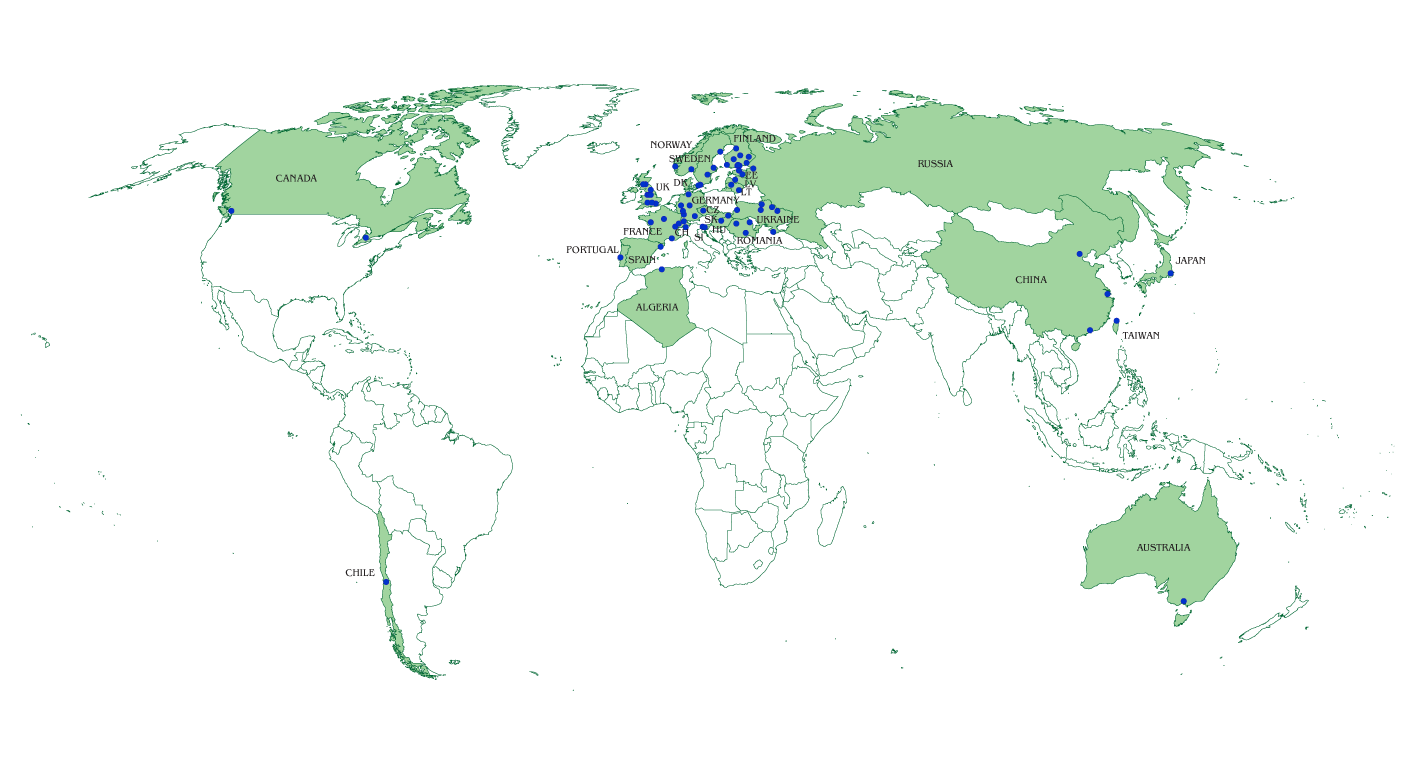 NORWAY
FINLAND
SWEDEN
RUSSIA
CANADA
EE
DK
LV
UK
LT
GERMANY
CZ
SK
UKRAINE
FRANCE
CH
HU
SI
ROMANIA
PORTUGAL
SPAIN
JAPAN
CHINA
ALGERIA
TAIWAN
AUSTRALIA
CHILE